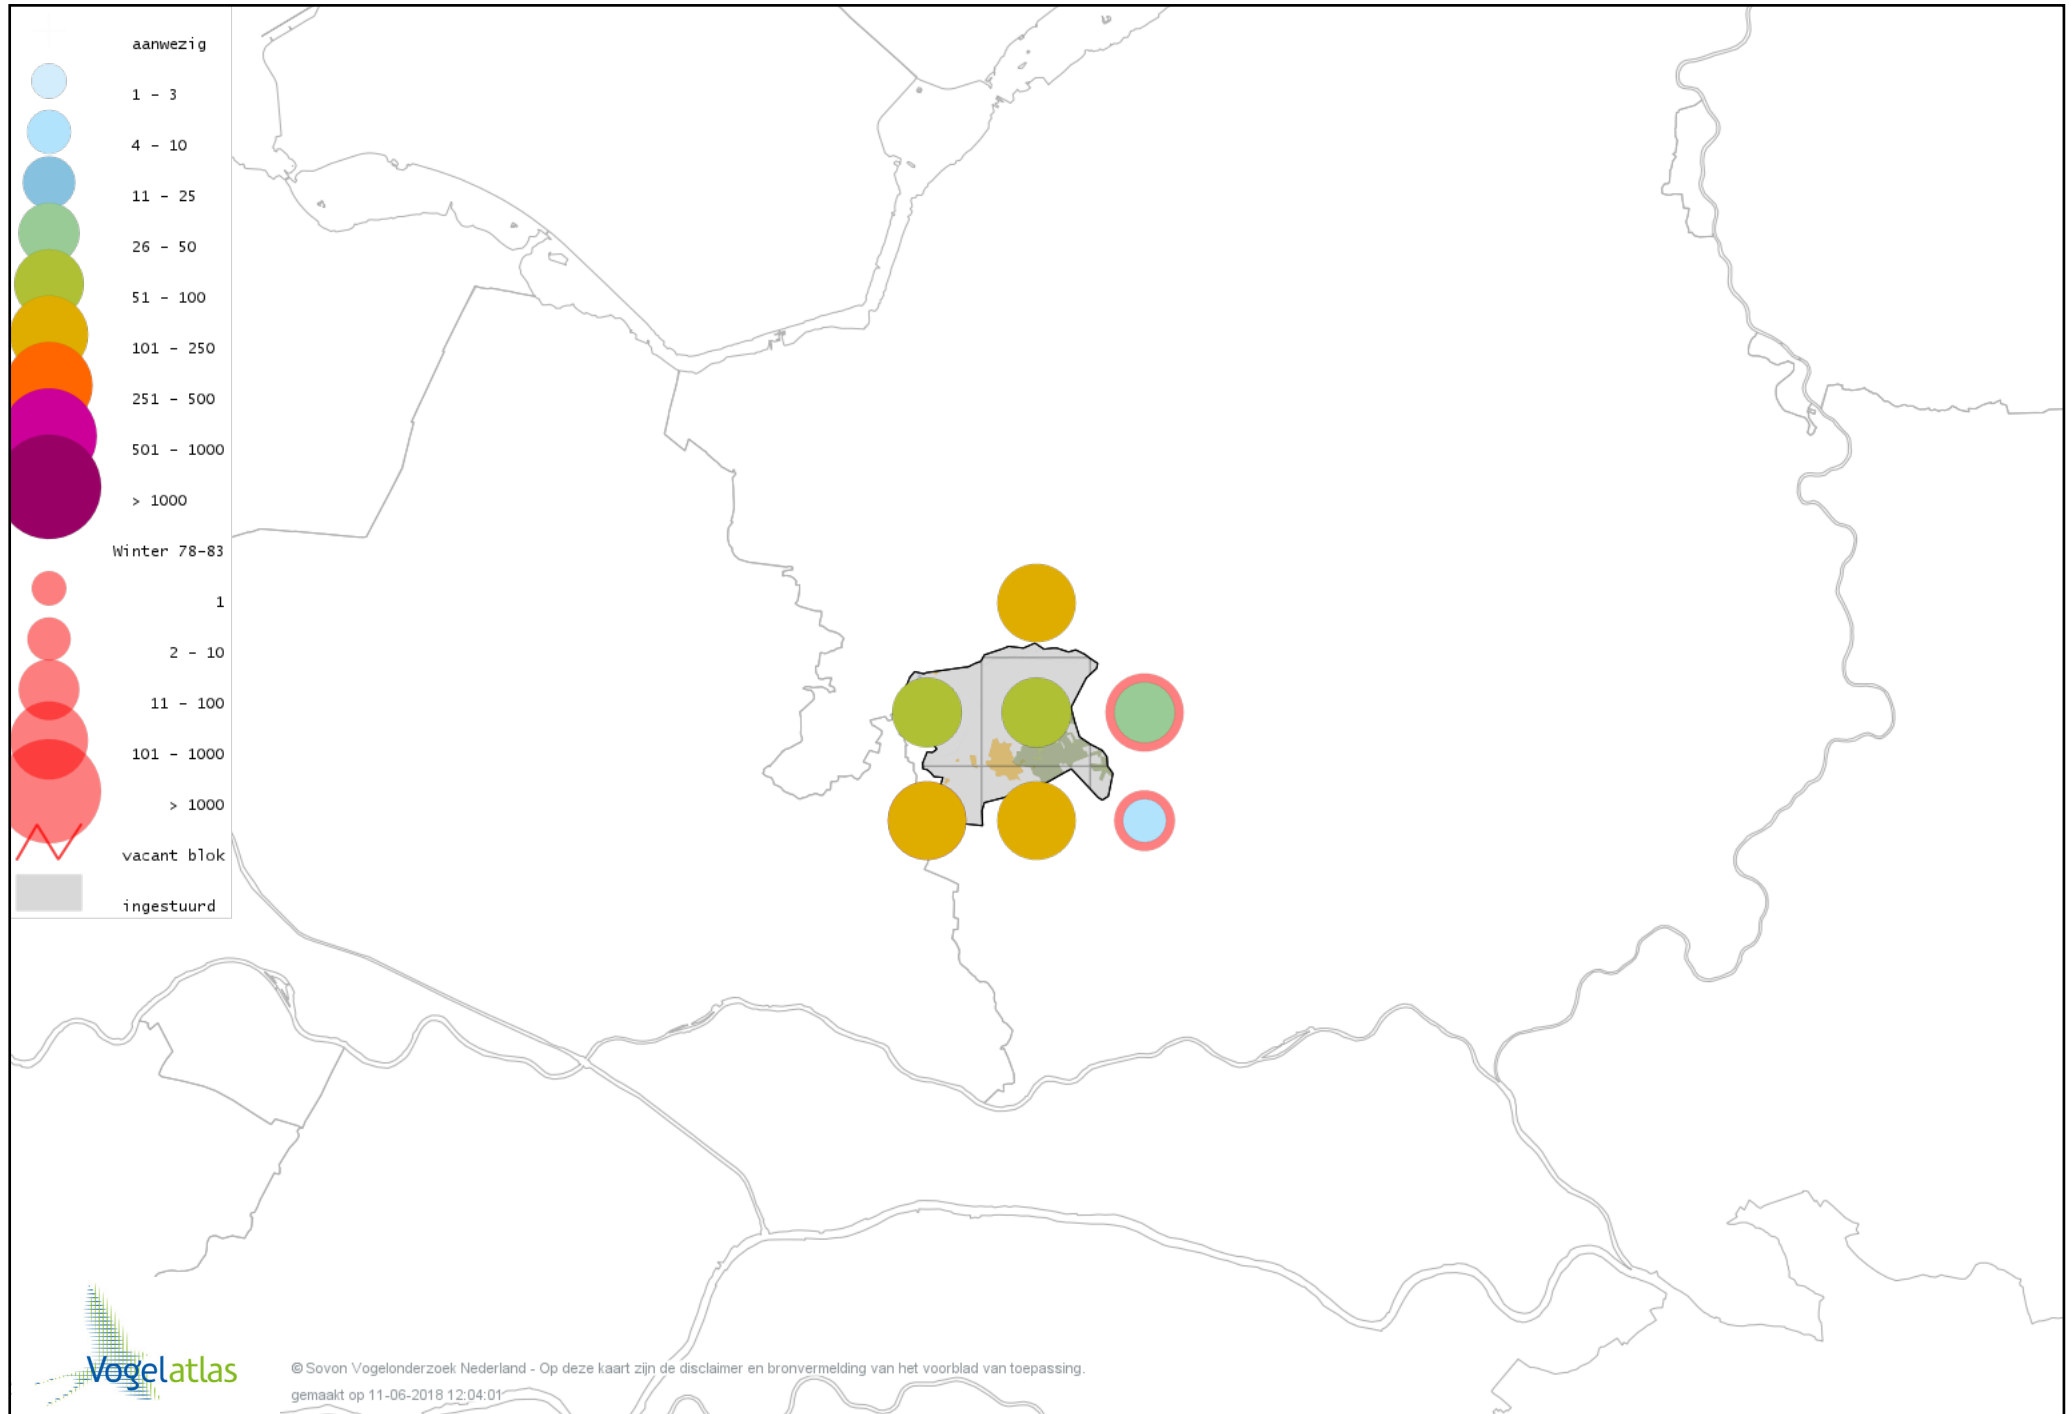 aanwezig
1 - 3
4 - 10
11 - 25
26 - 50
51 - 100
101 - 250
251 - 500
501 - 1000
> 1000
Winter 78-83
1
2 - 10
11 - 100
101 - 1000
> 1000
vacant blok
ingestuurd
Vogelatlas
© Sovon Vogelonderzoek Nederland - Op deze kaart zijn de disclaimer en bronvermelding van het voorblad van toepassing.
gemaakt op 11-06-2018 12:04:01